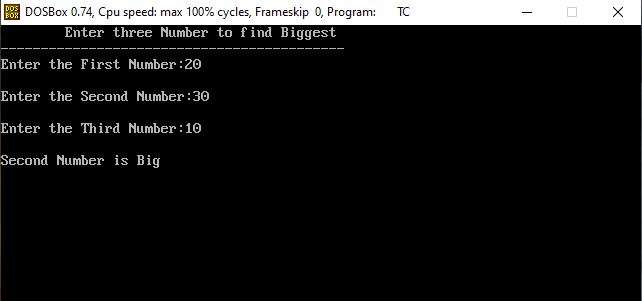 DOS BOX DOSBox 0.74, Cpu speed: max 100% cycles, Frameskip 0, Program: TC
Enter three Number to find Biggest
-------------------------------------------
Enter the First Number:20
Enter the Second Number:30
Enter the Third Number:10
Second Number is Big